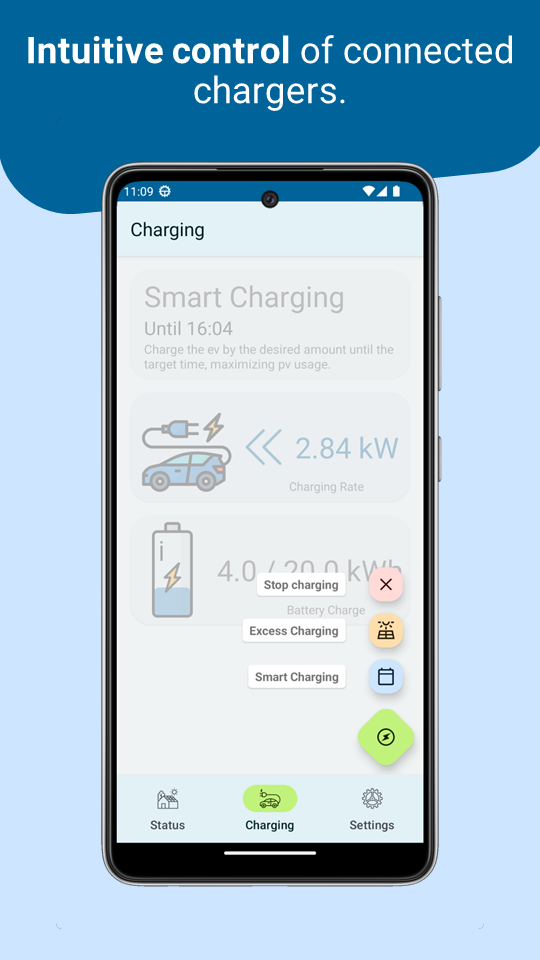 Intuitive control of connected
chargers.
11:09
Charging
Smart Charging
Until 16:04
Charge the ev by the desired amount until the
target time, maximizing pv usage.
2.84 kW
Charging Rate
i
4.0 / 20.0 kWh
Battery Charge
Stop charging
Excess Charging
Smart Charging
Status
Charging
Settings